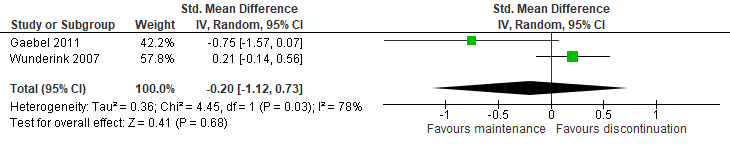 Std. Mean Difference Std. Mean Difference
Study or Subgroup Weight IV, Random, 95% CI IV, Random, 95% CI
Gaebel 2011 42.2% -0.75 [-1.57, 0.07]
Wunderink 2007 57.8% 0.21 [-0.14, 0.56]
Total (95% CI) 100.0% -0.20 [-1.12, 0.73]
Heterogeneity: Tau² = 0.36; Chi² = 4.45, df = 1 (P = 0.03); I² = 78%
Test for overall effect: Z = 0.41 (P = 0.68)
-1 -0.5 0 0.5 1
Favours maintenance Favours discontinuation